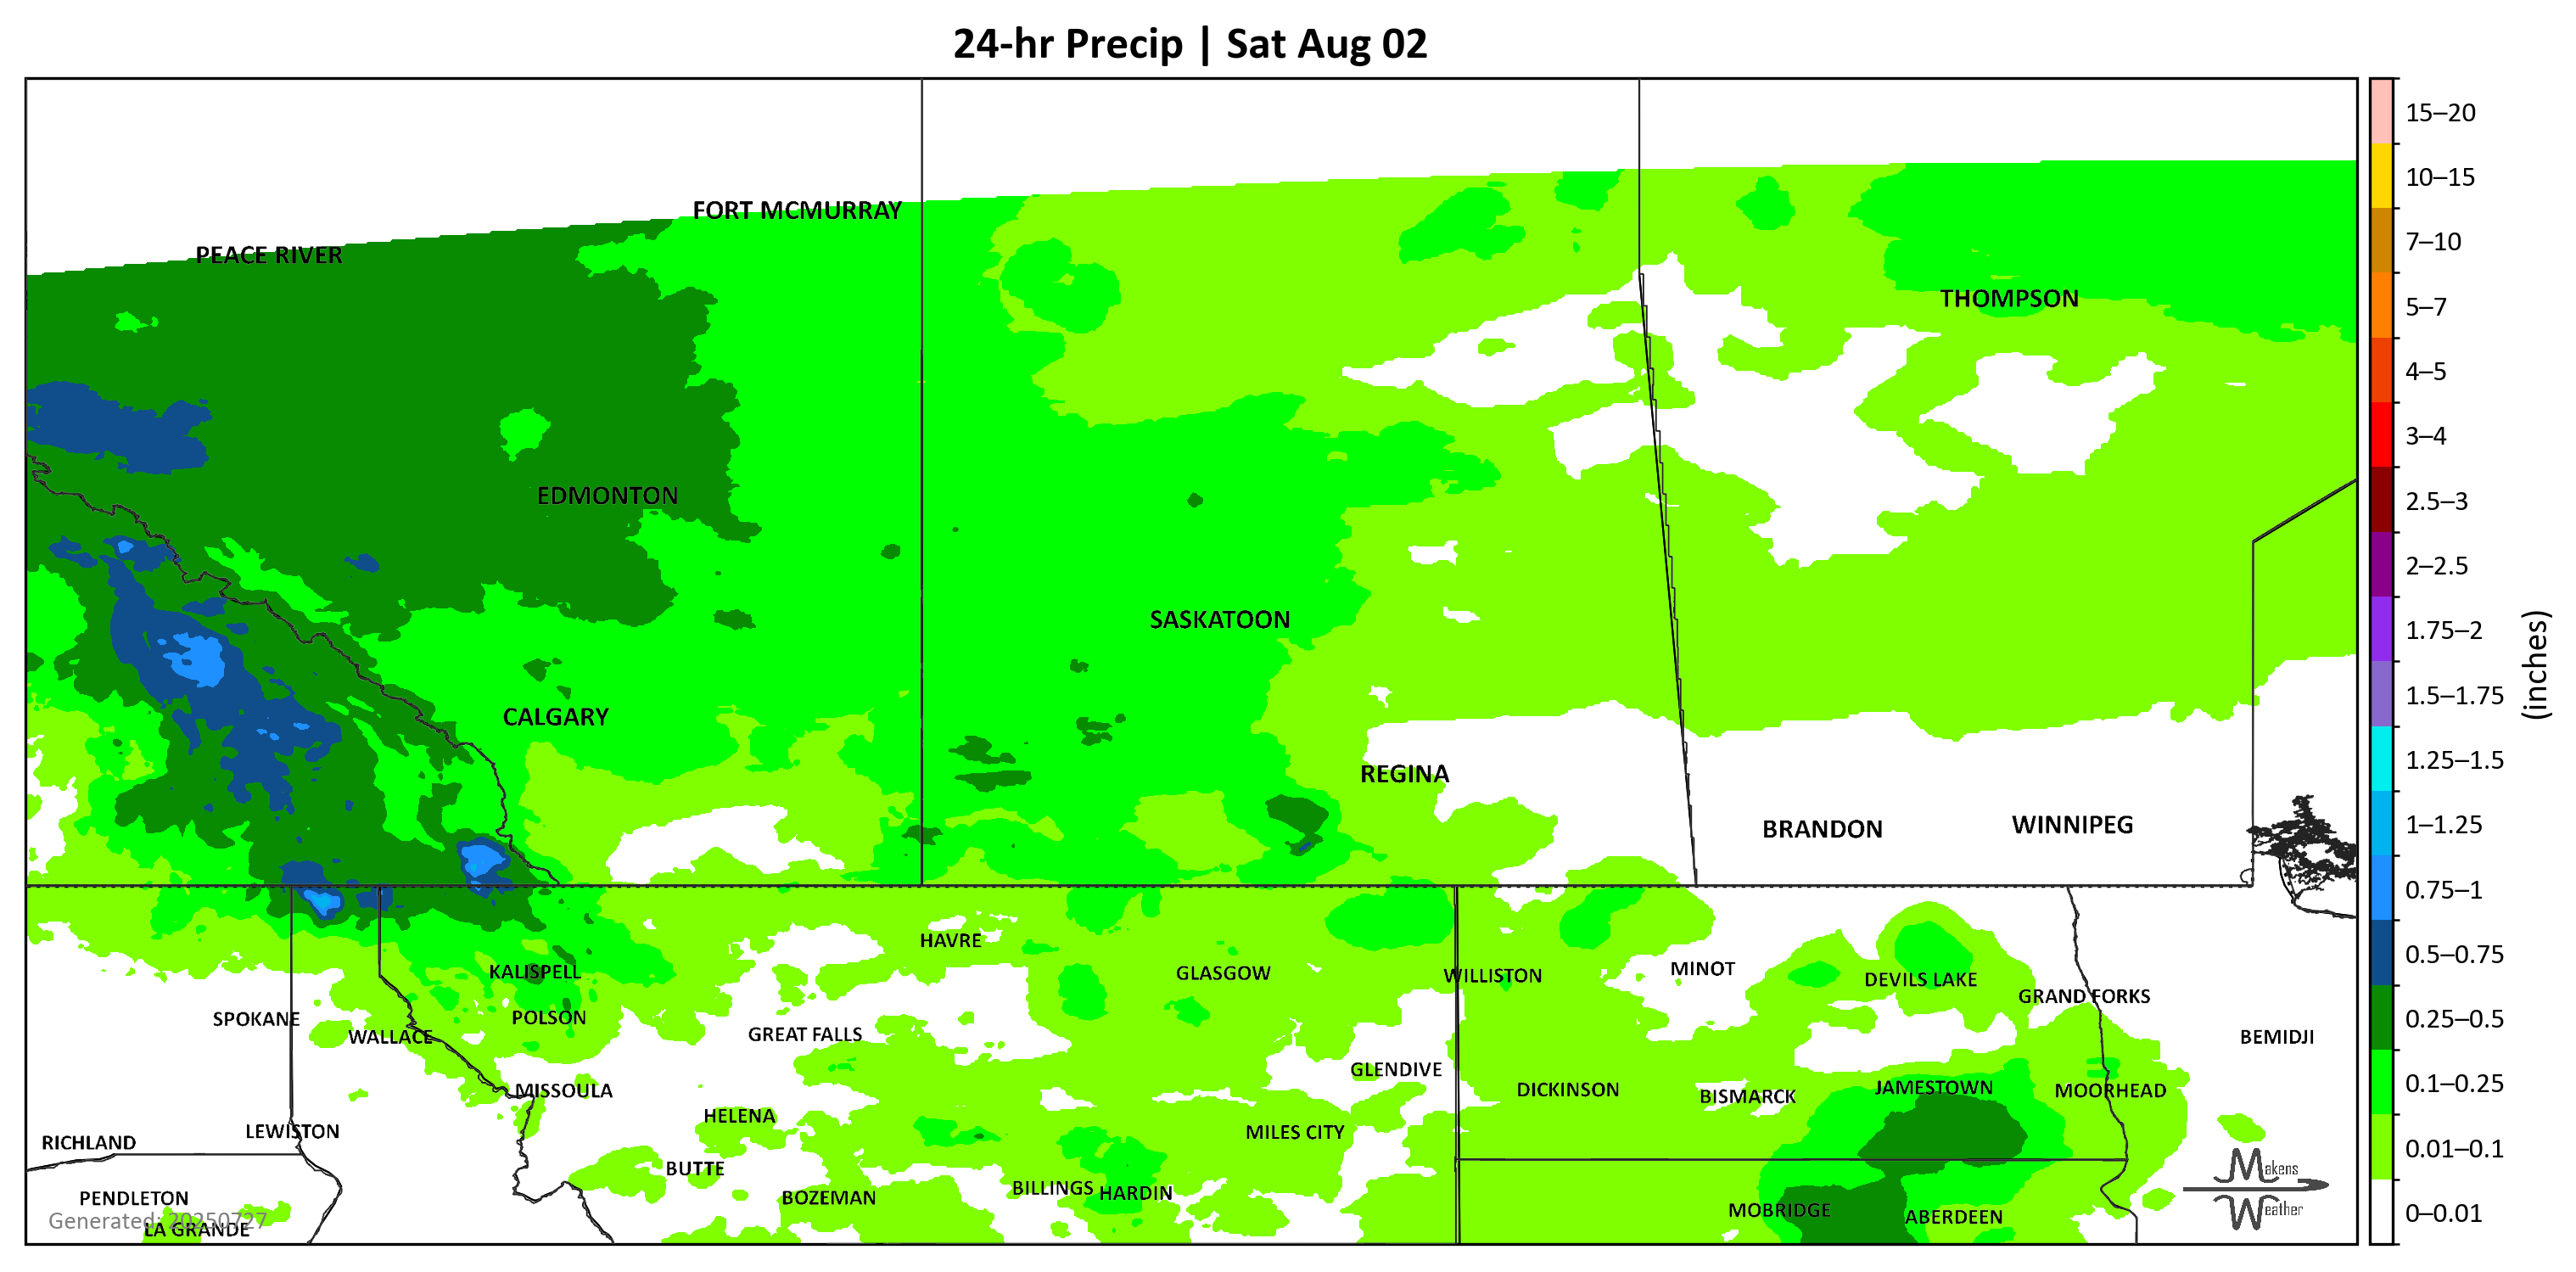 24-hr Precip | Sat Aug 02
FORT MCMURRAY
PEACE RIVER
THOMPSON
EDMONTON
SASKATOON
CALGARY
REGINA
BRANDON
WINNIPEG
HAVRE
KALISPELL
GLASGOW
WILLISTON
MINOT
DEVILS LAKE
GRAND FORKS
SPOKANE
POLSON
WALLACE
GREAT FALLS
BEMIDJI
GLENDIVE
MISSOULA
DICKINSON
BISMARCK
JAMESTOWN
MOORHEAD
HELENA
LEWISTON
RICHLAND
MILES CITY
BUTTE
BILLINGS
HARDIN
PENDLETON
BOZEMAN
MOBRIDGE
ABERDEEN
Generated: 20250727
LA GRANDE
Makens
Weather
15–20
10–15
7–10
5–7
4–5
3–4
2.5–3
2–2.5
1.75–2
1.5–1.75
1.25–1.5
1–1.25
0.75–1
0.5–0.75
0.25–0.5
0.1–0.25
0.01–0.1
0–0.01
(inches)